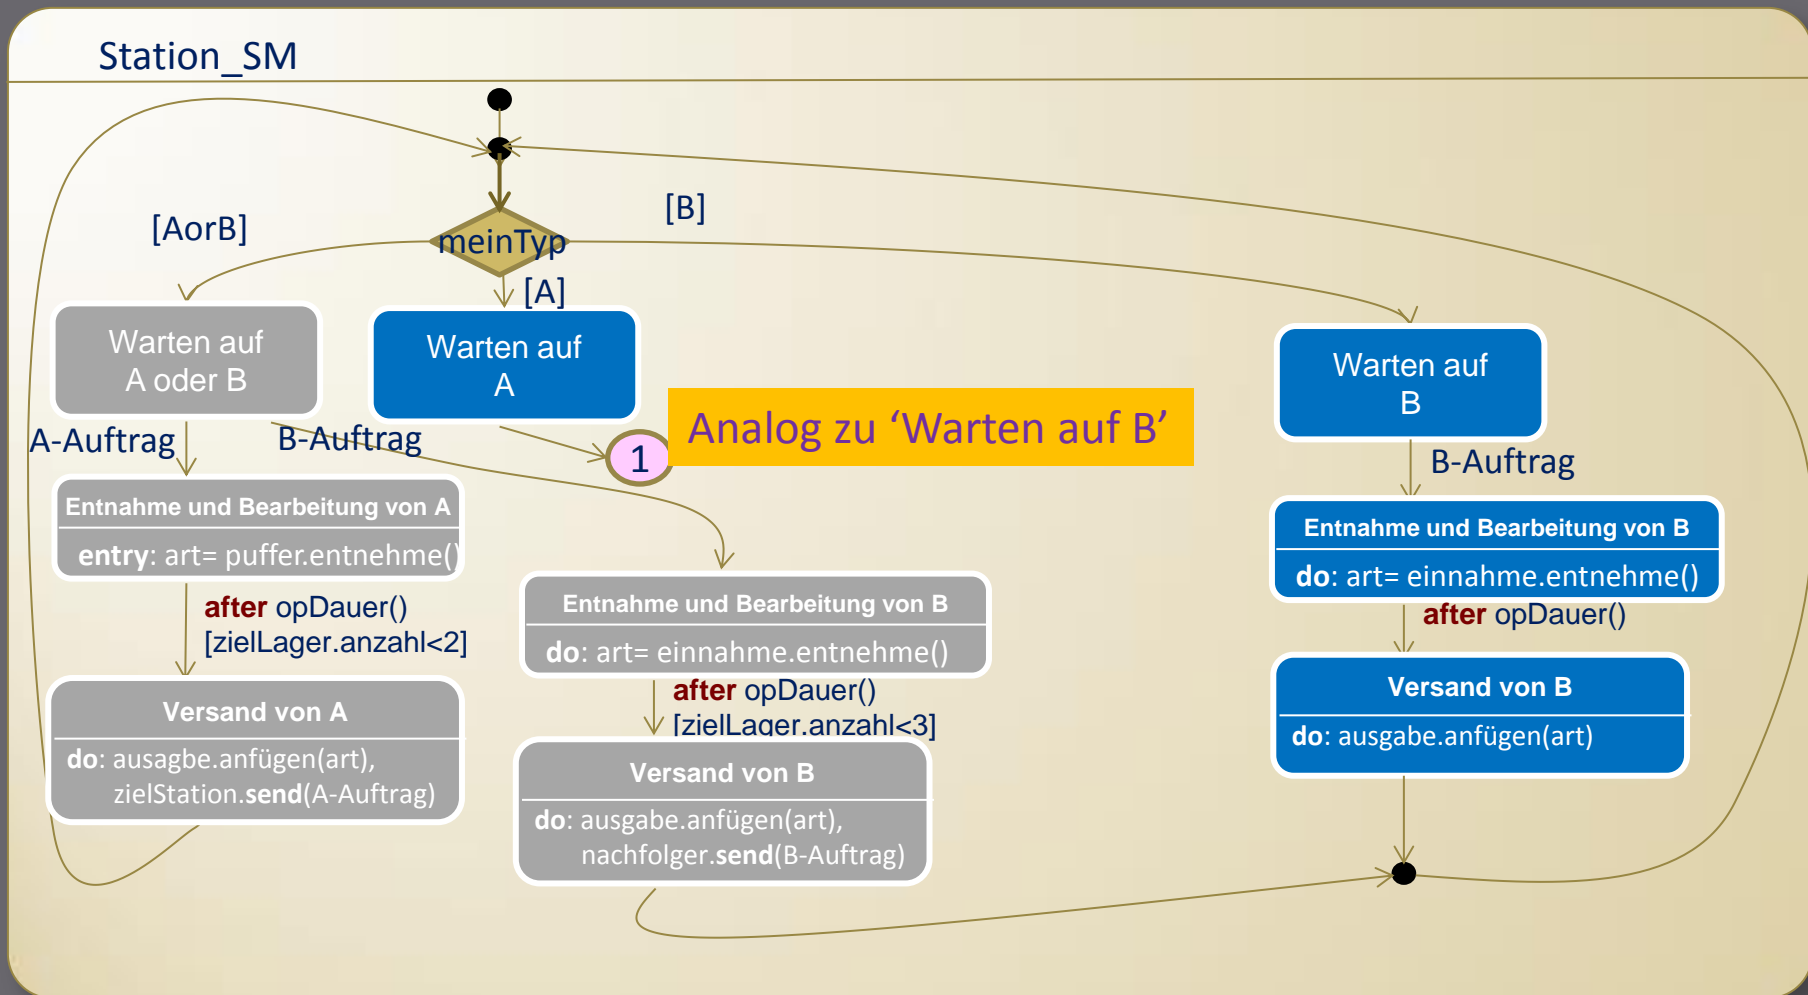 Station_SM
[AorB]
meinTyp
[B]
[A]
Warten auf
A oder B
Warten auf
A
Warten auf
B
Analog zu ‘Warten auf B’
1
A-Auftrag
B-Auftrag
B-Auftrag
Entnahme und Bearbeitung von A
entry: art= puffer.entnehme()
after opDauer()
[zielLager.anzahl<2]
Versand von A
do: ausagbe.anfügen(art),
zielStation.send(A-Auftrag)
Entnahme und Bearbeitung von B
do: art= einnahme.entnehme()
after opDauer()
[zielLager.anzahl<3]
Versand von B
do: ausgabe.anfügen(art),
nachfolger.send(B-Auftrag)
Entnahme und Bearbeitung von B
do: art= einnahme.entnehme()
after opDauer()
Versand von B
do: ausgabe.anfügen(art)